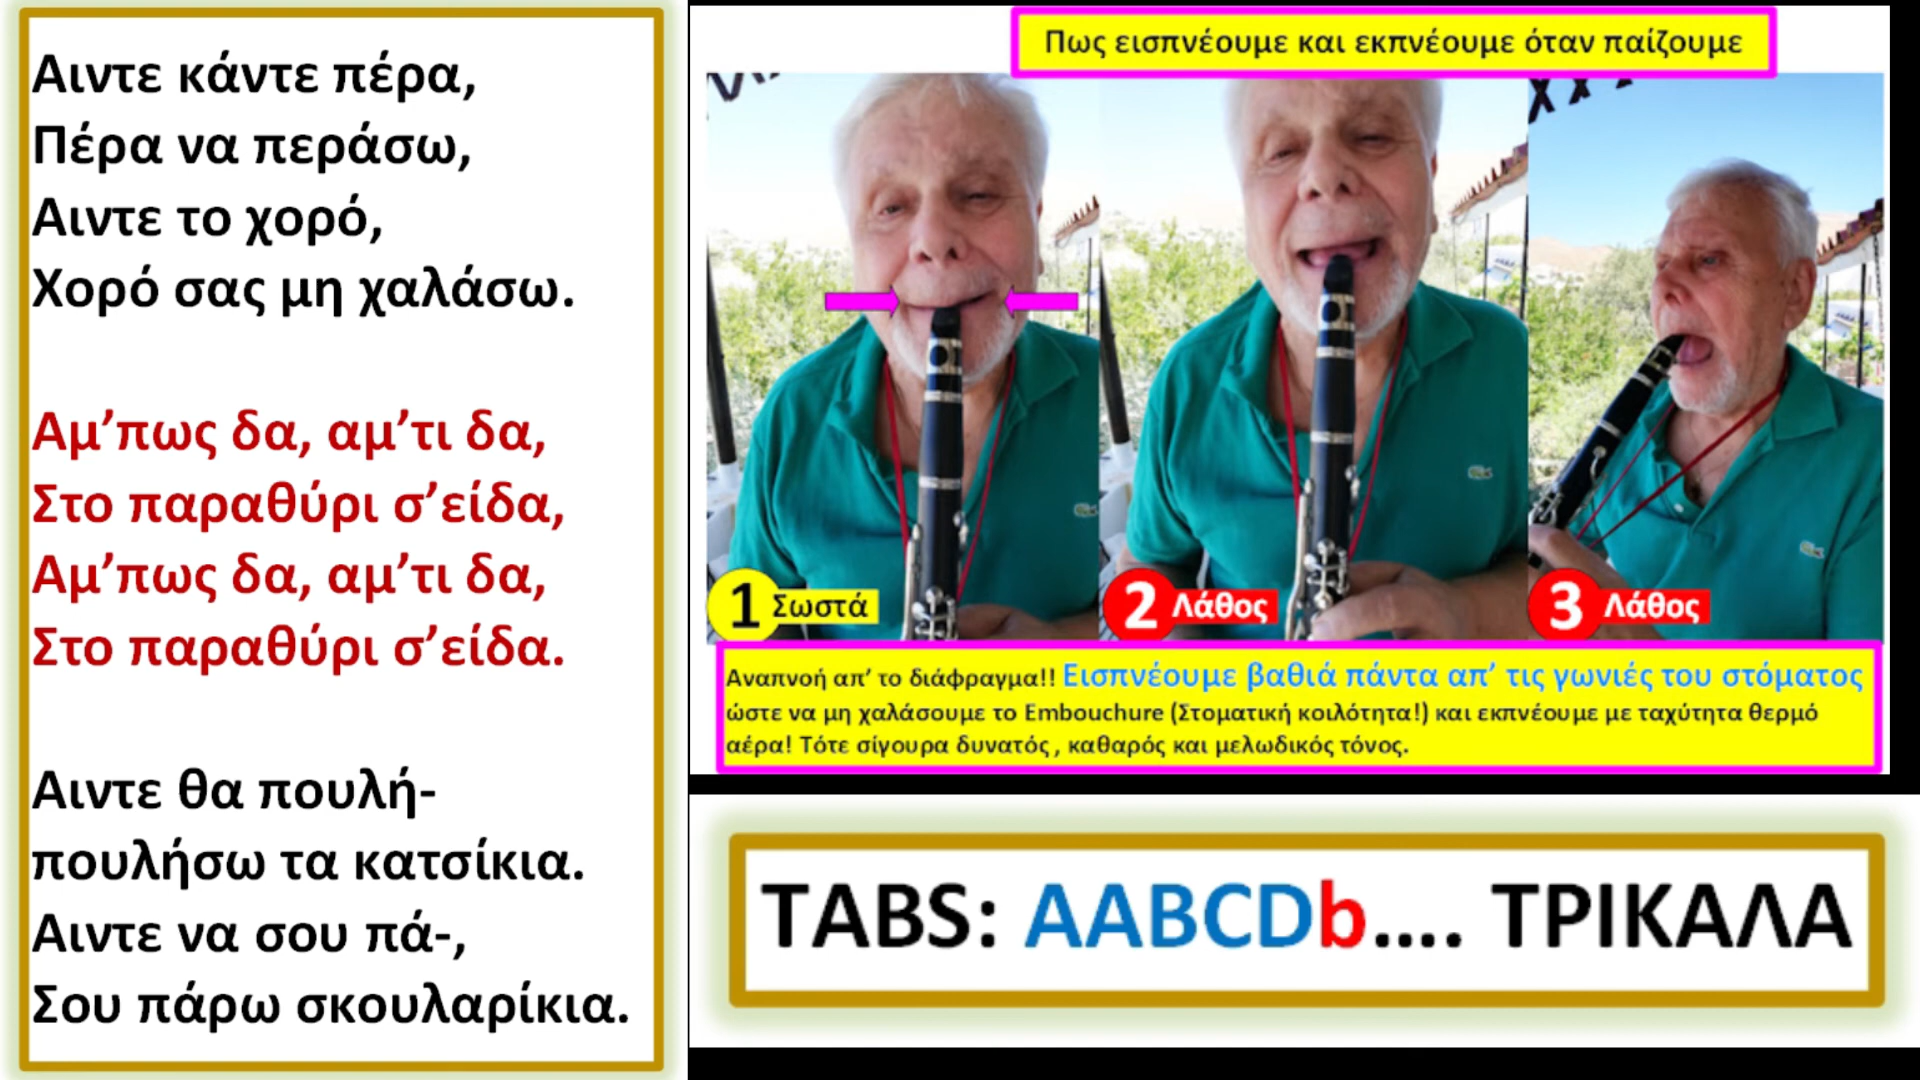 Αιντε κάντε πέρα,
Πέρα να περάσω,
Αιντε το χορό,
Χορό σας μη χαλάσω.
Αμ’πως δα, αμ’τι δα,
Στο παραθύρι σ’είδα,
Αμ’πως δα, αμ’τι δα,
Στο παραθύρι σ’είδα.
Αιντε θα πουλή-
πουλήσω τα κατσίκια.
Αιντε να σου πά-,
Σου πάρω σκουλαρίκια.
Πως εισπνέουμε και εκπνέουμε όταν παίζουμε
1 Σωστά
2 Λάθος
3 Λάθος
Αναπνοή απ’ το διάφραγμα!! Εισπνέουμε βαθιά πάντα απ’ τις γωνιές του στόματος
ώστε να μη χαλάσουμε το Embouchure (Στοματική κοιλότητα!) και εκπνέουμε με ταχύτητα θερμό
αέρα! Τότε σίγουρα δυνατός , καθαρός και μελωδικός τόνος.
TABS: AABCDb.... ΤΡΙΚΑΛΑ